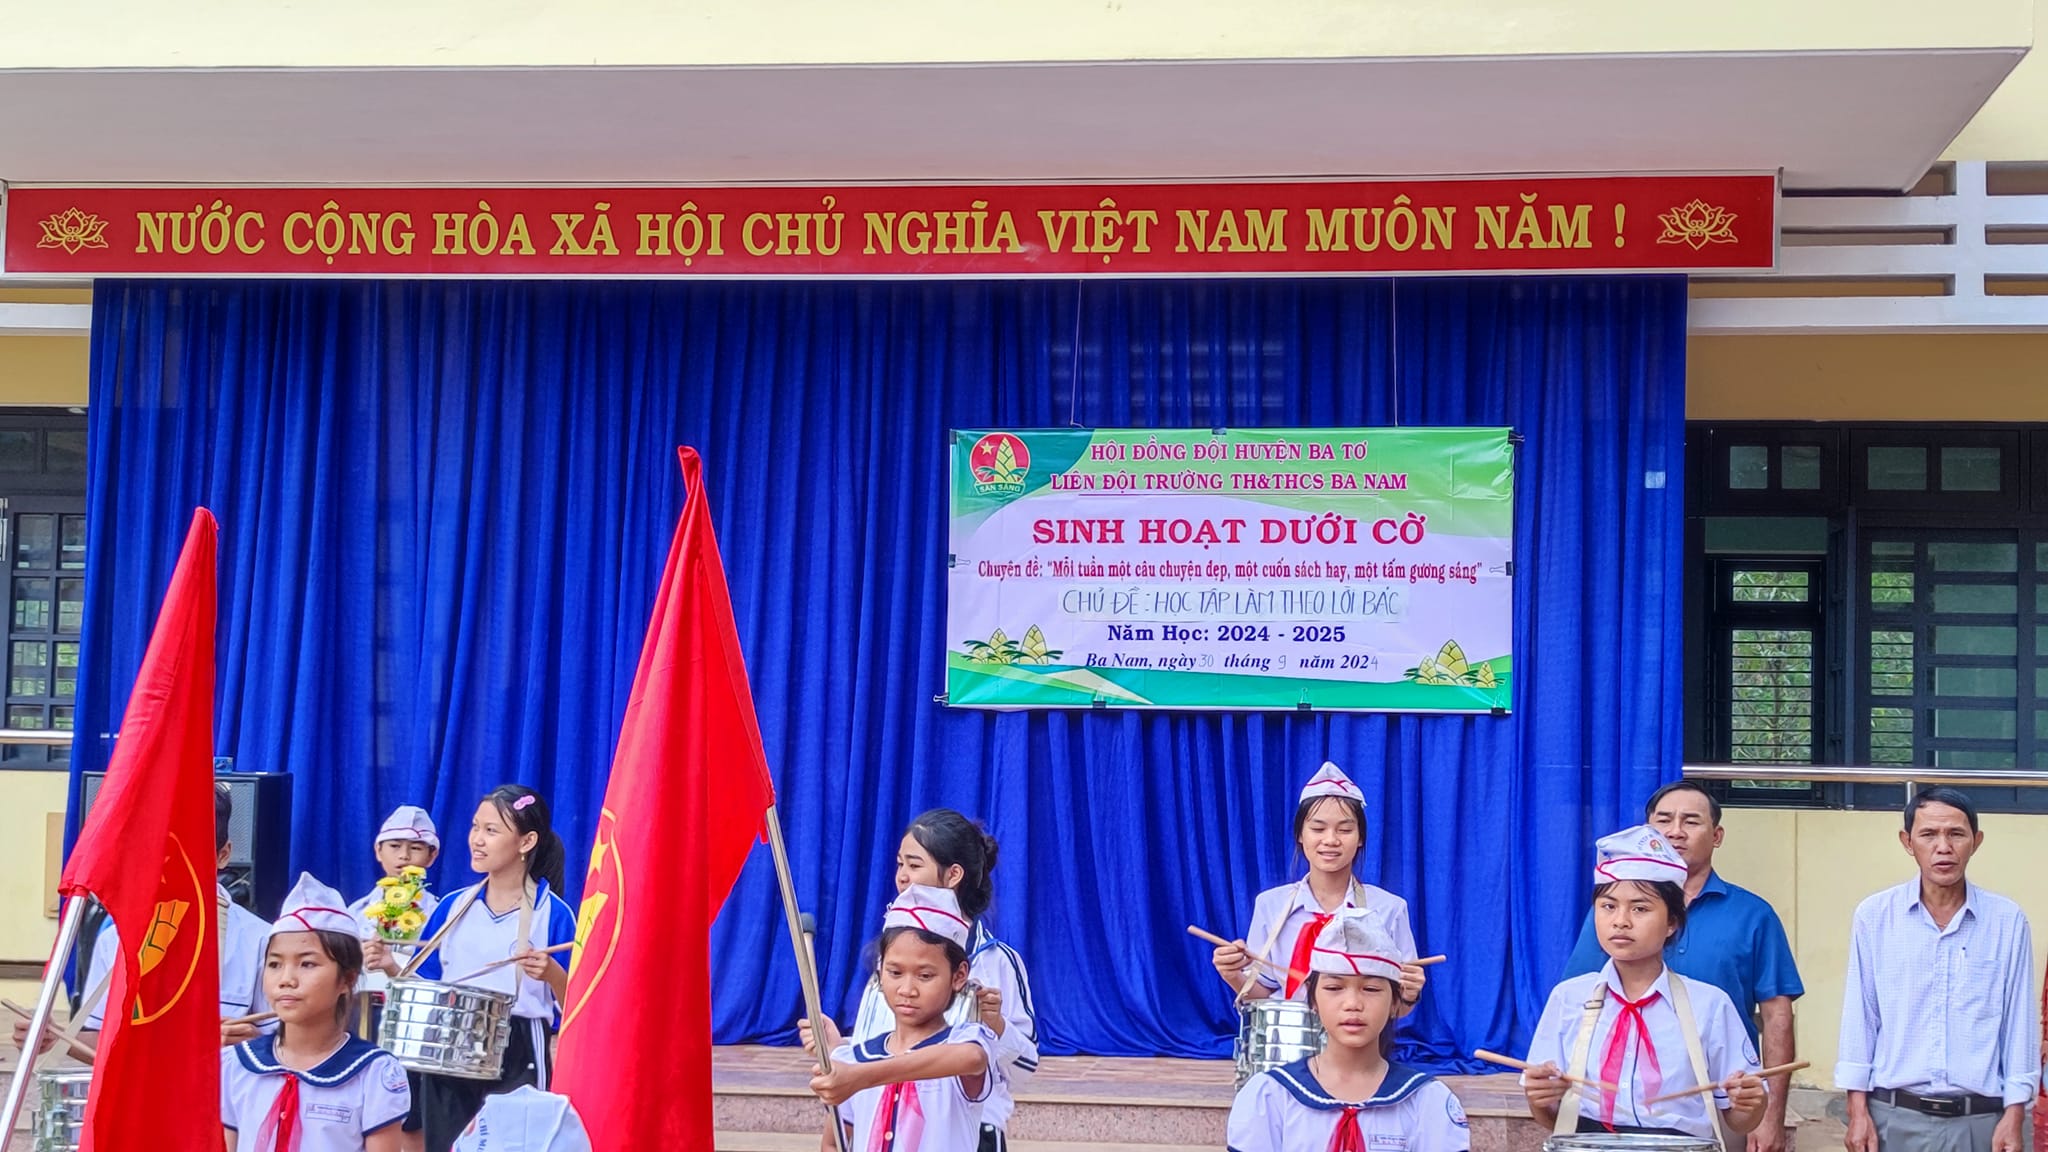 NƯỚC CỘNG HÒA XÃ HỘI CHỦ NGHĨA VIỆT NAM MUÔN NĂM !
SẴN SÀNG
HỘI ĐỒNG ĐỘI HUYỆN BA TƠ
LIÊN ĐỘI TRƯỜNG TH&THCS BA NAM
SINH HOẠT DƯỚI CỜ
Chuyên đề: "Mỗi tuần một câu chuyện đẹp, một cuốn sách hay, một tấm gương sáng"
CHỦ ĐỀ : HỌC TẬP LÀM THEO LỜI BÁC
Năm Học: 2024 - 2025
Ba Nam, ngày 30 tháng 9 năm 2024